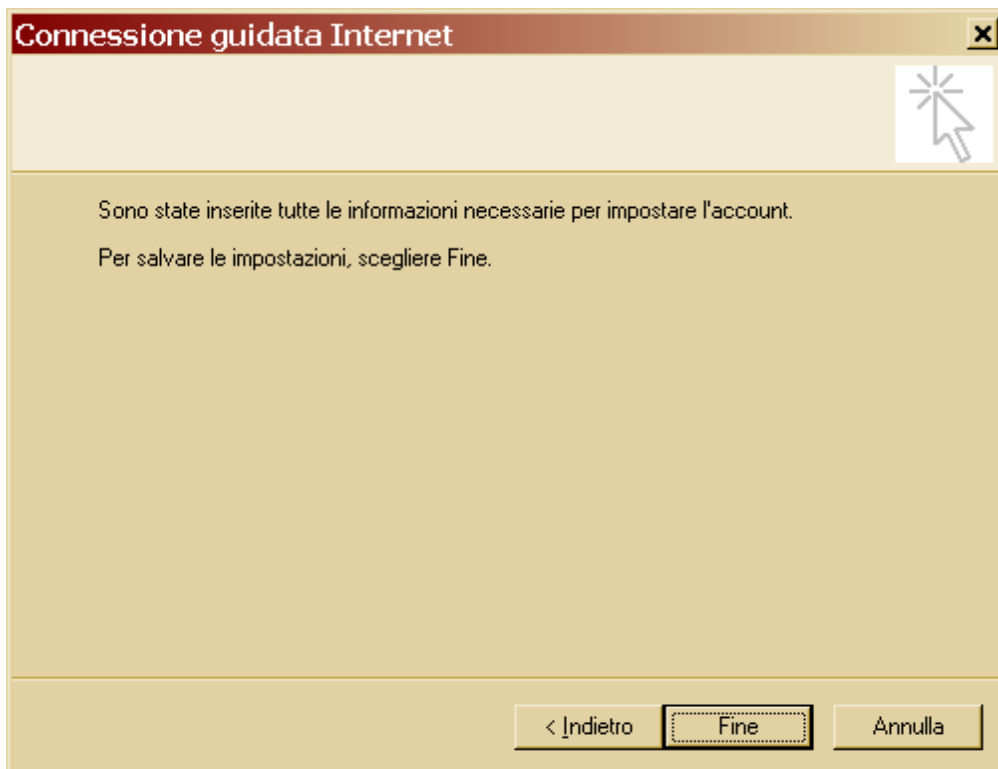 Connessione guidata Internet
Sono state inserite tutte le informazioni necessarie per impostare l'account.
Per salvare le impostazioni, scegliere Fine.
< Indietro
Fine
Annulla